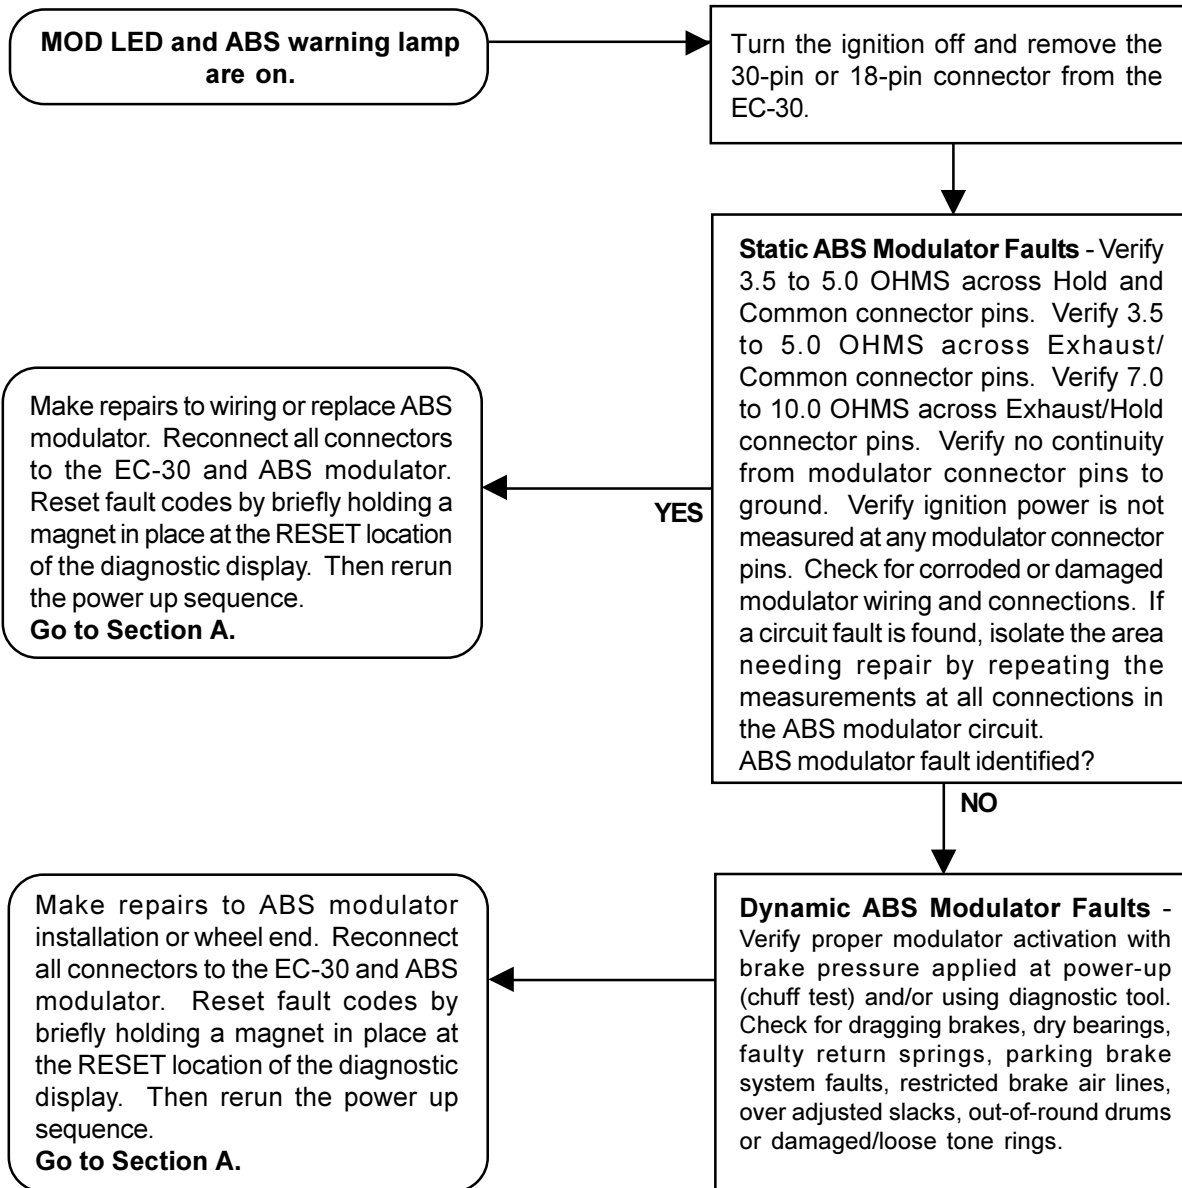 MOD LED and ABS warning lamp
are on.
Turn the ignition off and remove the
30-pin or 18-pin connector from the
EC-30.
Static ABS Modulator Faults - Verify
3.5 to 5.0 OHMS across Hold and
Common connector pins. Verify 3.5
to 5.0 OHMS across Exhaust/
Common connector pins. Verify 7.0
to 10.0 OHMS across Exhaust/Hold
connector pins. Verify no continuity
from modulator connector pins to
ground. Verify ignition power is not
measured at any modulator connector
pins. Check for corroded or damaged
modulator wiring and connections. If
a circuit fault is found, isolate the area
needing repair by repeating the
measurements at all connections in
the ABS modulator circuit.
ABS modulator fault identified?
YES
Make repairs to wiring or replace ABS
modulator. Reconnect all connectors
to the EC-30 and ABS modulator.
Reset fault codes by briefly holding a
magnet in place at the RESET location
of the diagnostic display. Then rerun
the power up sequence.
Go to Section A.
NO
Dynamic ABS Modulator Faults -
Verify proper modulator activation with
brake pressure applied at power-up
(chuff test) and/or using diagnostic tool.
Check for dragging brakes, dry bearings,
faulty return springs, parking brake
system faults, restricted brake air lines,
over adjusted slacks, out-of-round drums
or damaged/loose tone rings.
Make repairs to ABS modulator
installation or wheel end. Reconnect
all connectors to the EC-30 and ABS
modulator. Reset fault codes by
briefly holding a magnet in place at
the RESET location of the diagnostic
display. Then rerun the power up
sequence.
Go to Section A.